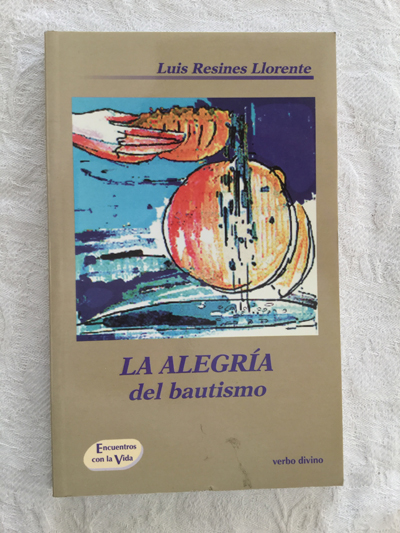 Luis Resines Llorente
LA ALEGRÍA
del bautismo
Encuentros
con la Vida
verbo divino